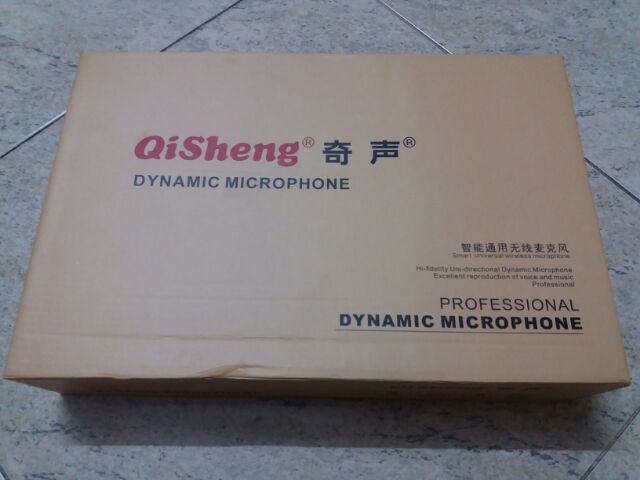 QiSheng® 奇声®
DYNAMIC MICROPHONE
智能通用无线麦克风
Smart universal wireless microphone
Hi-fidelity Uni-directional Dynamic Microphone
Excellent reproduction of voice and music
Professional
PROFESSIONAL
DYNAMIC MICROPHONE